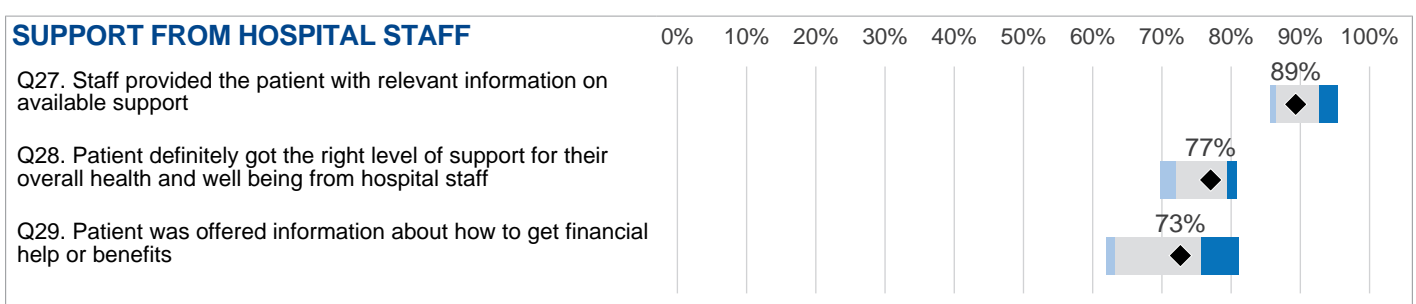 SUPPORT FROM HOSPITAL STAFF 0% 10% 20% 30% 40% 50% 60% 70% 80% 90% 100%
Q27. Staff provided the patient with relevant information on
available support
89%
Q28. Patient definitely got the right level of support for their
overall health and well being from hospital staff
77%
Q29. Patient was offered information about how to get financial
help or benefits
73%